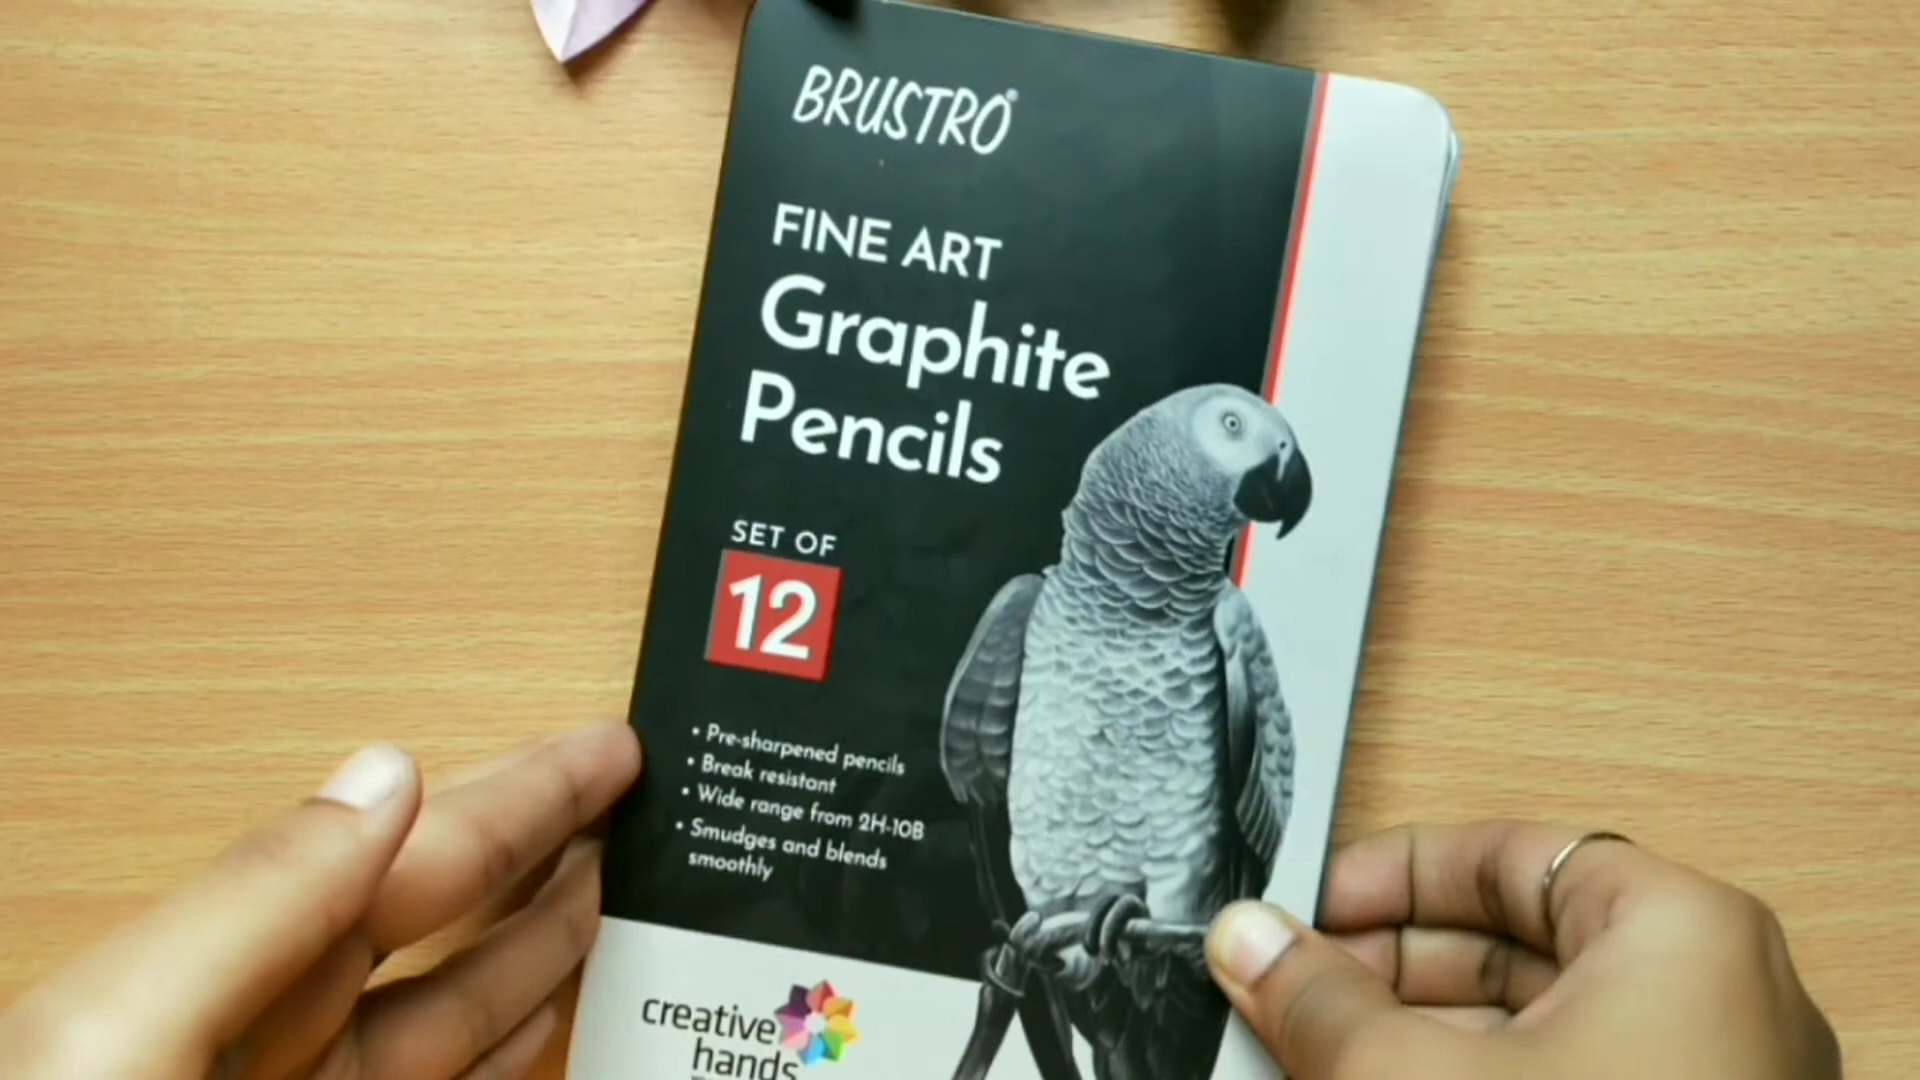 BRUSTRO®
FINE ART
Graphite
Pencils
SET OF
12
• Pre-sharpened pencils
• Break resistant
• Wide range from 2H-10B
• Smudges and blends
smoothly
creative
hands